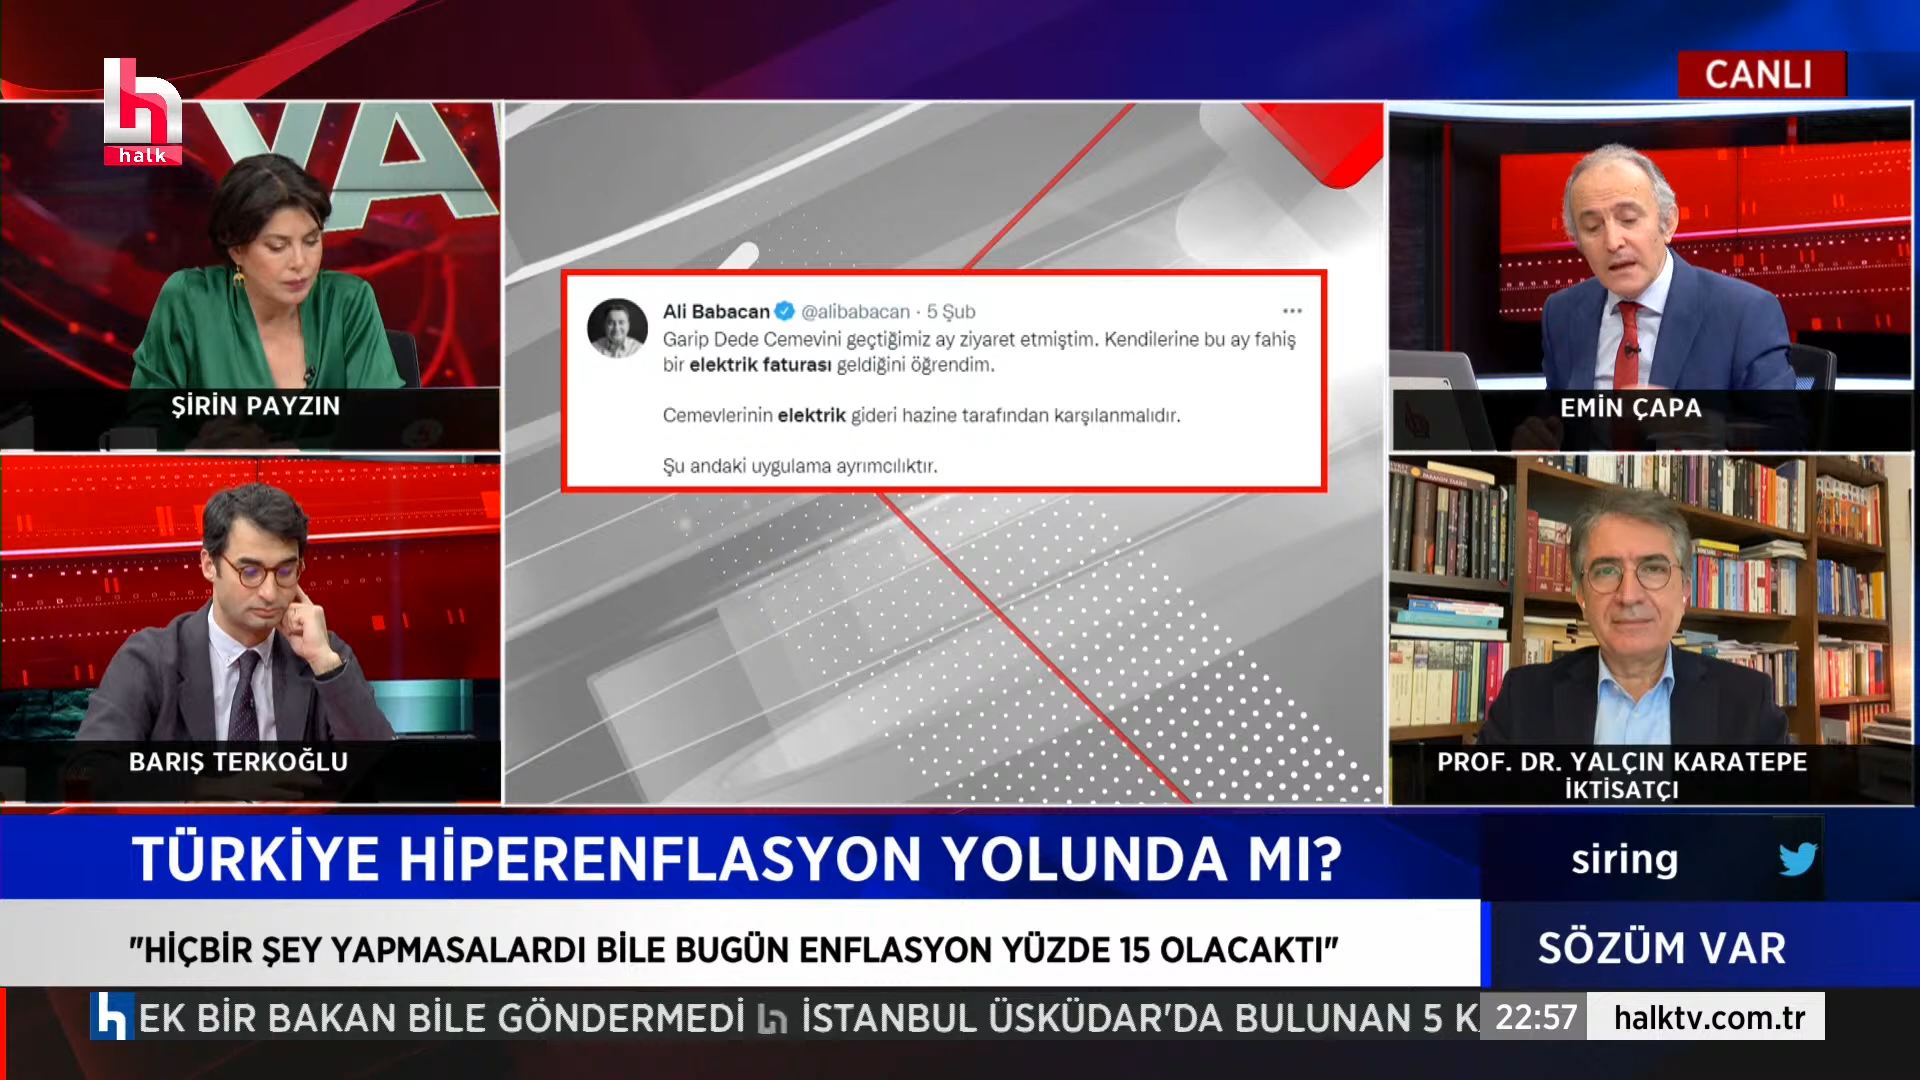 CANLI
halk
VA
ŞİRİN PAYZIN
Ali Babacan @alibabacan · 5 Şub
Garip Dede Cemevini geçtiğimiz ay ziyaret etmiştim. Kendilerine bu ay fahiş
bir elektrik faturası geldiğini öğrendim.
Cemevlerinin elektrik gideri hazine tarafından karşılanmalıdır.
Şu andaki uygulama ayrımcılıktır.
EMİN ÇAPA
BARIŞ TERKOĞLU
PROF. DR. YALÇIN KARATEPE
İKTİSATÇI
TÜRKİYE HİPERENFLASYON YOLUNDA MI?
siring
"HİÇBİR ŞEY YAPMASALARDI BİLE BUGÜN ENFLASYON YÜZDE 15 OLACAKTI"
SÖZÜM VAR
EK BİR BAKAN BİLE GÖNDERMEDİ İSTANBUL ÜSKÜDAR'DA BULUNAN 5 K
22:57
halktv.com.tr